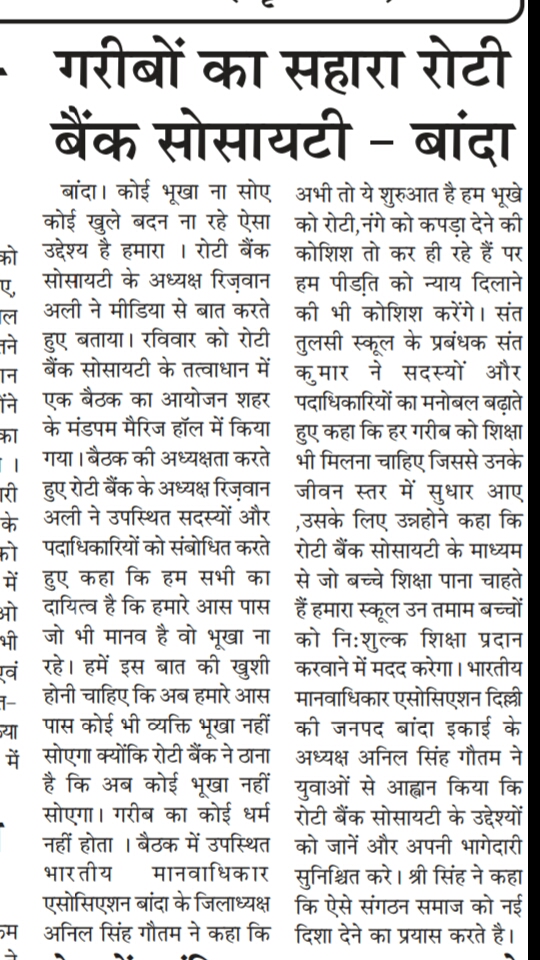 गरीबों का सहारा रोटी
बैंक सोसायटी – बांदा
बांदा। कोई भूखा ना सोए
कोई खुले बदन ना रहे ऐसा
उद्देश्य है हमारा । रोटी बैंक
सोसायटी के अध्यक्ष रिज़वान
अली ने मीडिया से बात करते
हुए बताया। रविवार को रोटी
बैंक सोसायटी के तत्वाधान में
एक बैठक का आयोजन शहर
के मंडपम मैरिज हॉल में किया
गया। बैठक की अध्यक्षता करते
हुए रोटी बैंक के अध्यक्ष रिज़वान
अली ने उपस्थित सदस्यों और
पदाधिकारियों को संबोधित करते
हुए कहा कि हम सभी का
दायित्व है कि हमारे आस पास
जो भी मानव है वो भूखा ना
रहे। हमें इस बात की खुशी
होनी चाहिए कि अब हमारे आस
पास कोई भी व्यक्ति भूखा नहीं
सोएगा क्योंकि रोटी बैंक ने ठाना
है कि अब कोई भूखा नहीं
सोएगा। गरीब का कोई धर्म
नहीं होता । बैठक में उपस्थित
भारतीय मानवाधिकार
एसोसिएशन बांदा के जिलाध्यक्ष
अनिल सिंह गौतम ने कहा कि
अभी तो ये शुरुआत है हम भूखे
को रोटी,नंगे को कपड़ा देने की
कोशिश तो कर ही रहे हैं पर
हम पीडति़ को न्याय दिलाने
की भी कोशिश करेंगे। संत
तुलसी स्कूल के प्रबंधक संत
कुमार ने सदस्यों और
पदाधिकारियों का मनोबल बढ़ाते
हुए कहा कि हर गरीब को शिक्षा
भी मिलना चाहिए जिससे उनके
जीवन स्तर में सुधार आए
,उसके लिए उन्नहोने कहा कि
रोटी बैंक सोसायटी के माध्यम
से जो बच्चे शिक्षा पाना चाहते
हैं हमारा स्कूल उन तमाम बच्चों
को नि:शुल्क शिक्षा प्रदान
करवाने में मदद करेगा। भारतीय
मानवाधिकार एसोसिएशन दिल्ली
की जनपद बांदा इकाई के
अध्यक्ष अनिल सिंह गौतम ने
युवाओं से आह्वान किया कि
रोटी बैंक सोसायटी के उद्देश्यों
को जानें और अपनी भागेदारी
सुनिश्चित करे। श्री सिंह ने कहा
कि ऐसे संगठन समाज को नई
दिशा देने का प्रयास करते है।